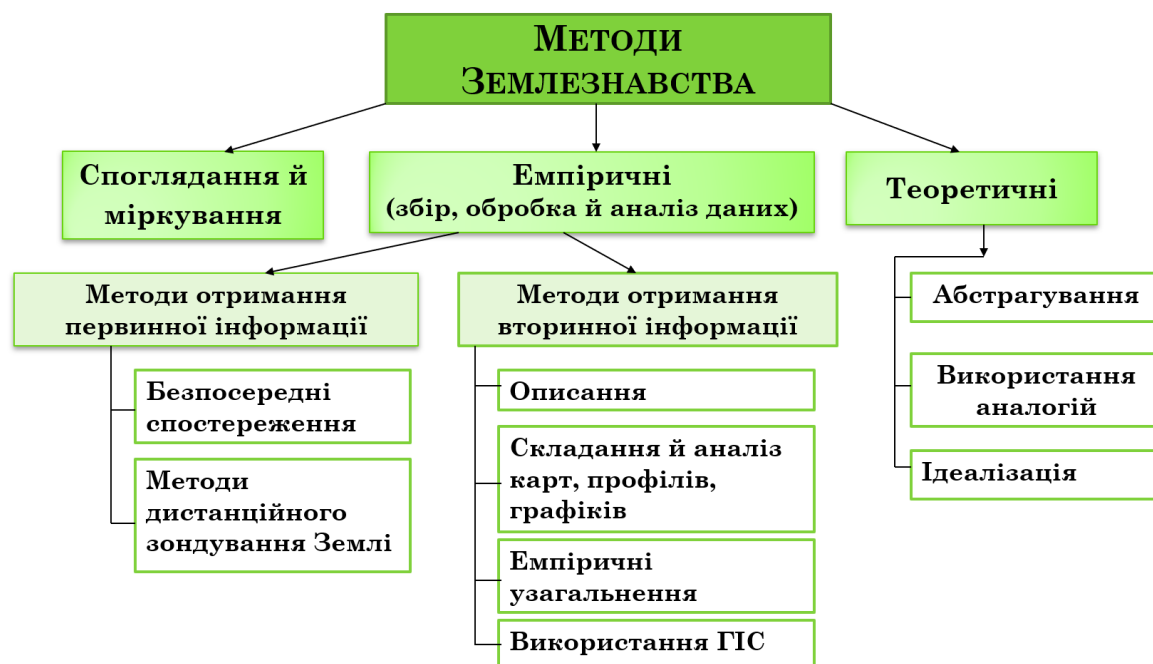 МЕТОДИ
ЗЕМЛЕЗНАВСТВА
Споглядання й
міркування
Емпіричні
(збір, обробка й аналіз даних)
Теоретичні
Методи отримання
первинної інформації
Методи отримання
вторинної інформації
Абстрагування
Використання
аналогій
Ідеалізація
Безпосередні
спостереження
Методи
дистанційного
зондування Землі
Описання
Складання й аналіз
карт, профілів,
графіків
Емпіричні
узагальнення
Використання ГІС